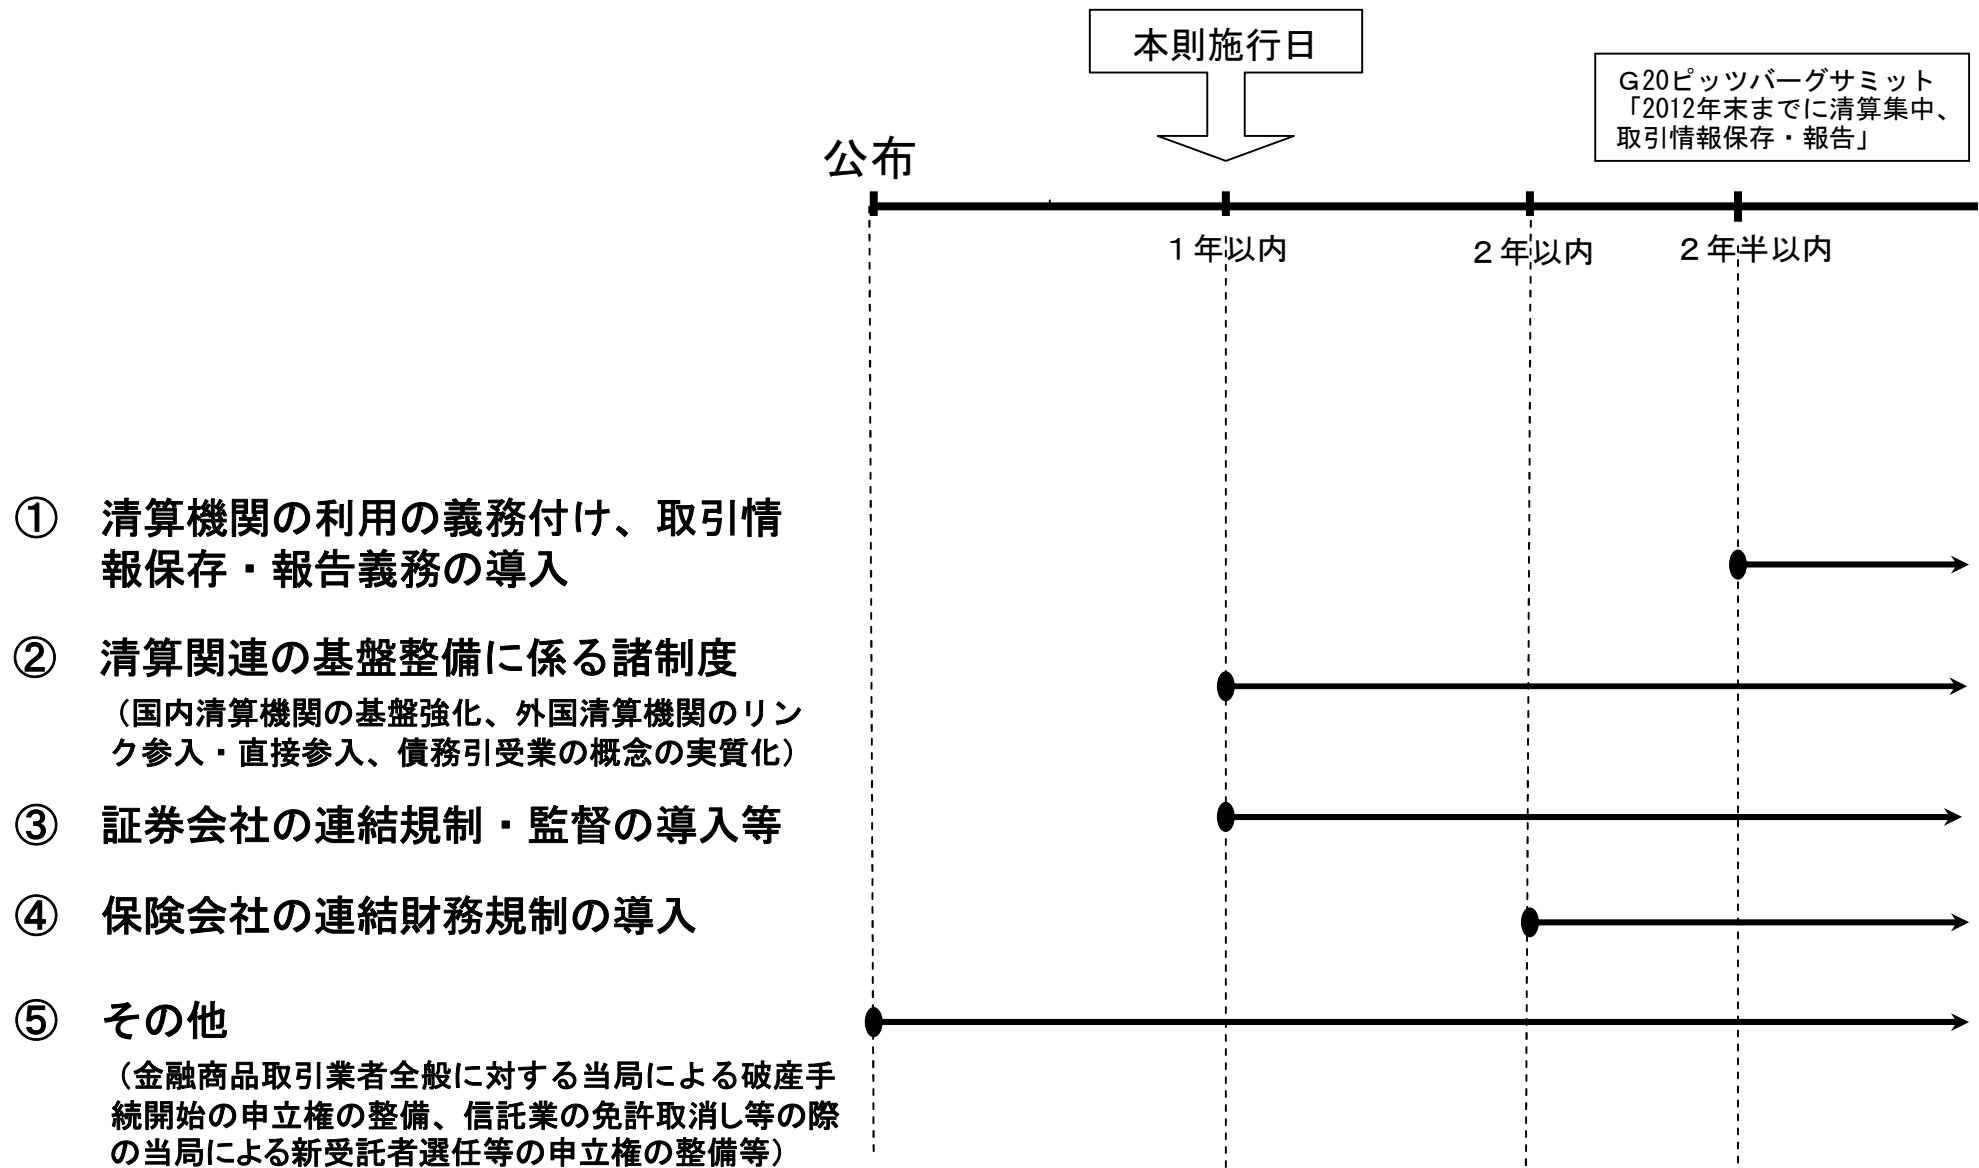 本則施行日
G20ピッツバーグサミット
「2012年末までに清算集中、
取引情報保存・報告」
公布
1年以内
2年以内
2年半以内
① 清算機関の利用の義務付け、取引情
報保存・報告義務の導入
② 清算関連の基盤整備に係る諸制度
（国内清算機関の基盤強化、外国清算機関のリン
ク参入・直接参入、債務引受業の概念の実質化）
③ 証券会社の連結規制・監督の導入等
④ 保険会社の連結財務規制の導入
⑤ その他
（金融商品取引業者全般に対する当局による破産手
続開始の申立権の整備、信託業の免許取消し等の際
の当局による新受託者選任等の申立権の整備等）